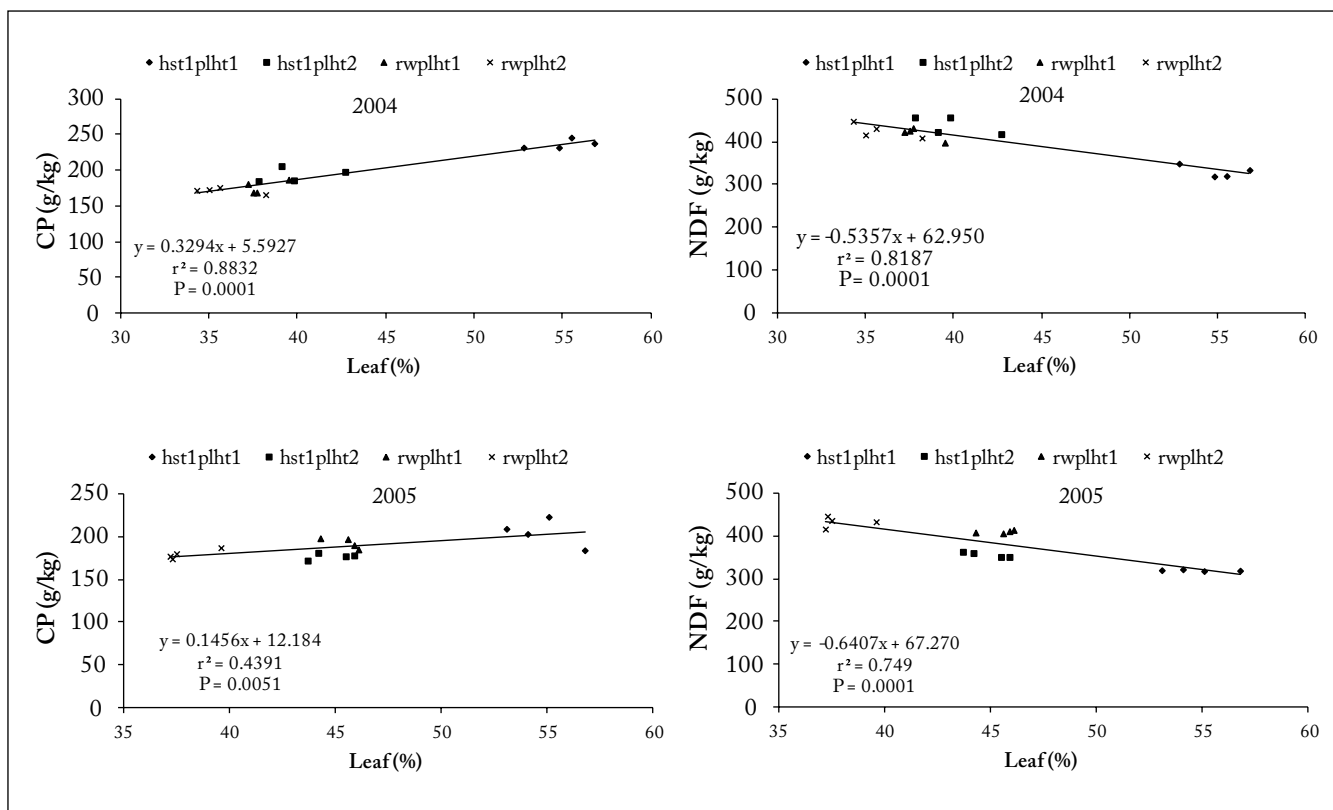 hst1plht1 hst1plht2 rwplht1 rwplht2
2004
CP (g/kg)
300
250
200
150
100
50
0
y = 0.3294x + 5.5927
r² = 0.8832
P = 0.0001
30 35 40 45 50 55 60
Leaf (%)
hst1plht1 hst1plht2 rwplht1 rwplht2
2004
NDF (g/kg)
500
400
300
200
100
0
y = -0.5357x + 62.950
r² = 0.8187
P = 0.0001
30 35 40 45 50 55 60
Leaf (%)
hst1plht1 hst1plht2 rwplht1 rwplht2
2005
CP (g/kg)
250
200
150
100
50
0
y = 0.1456x + 12.184
r² = 0.4391
P = 0.0051
35 40 45 50 55 60
Leaf (%)
hst1plht1 hst1plht2 rwplht1 rwplht2
2005
NDF (g/kg)
500
400
300
200
100
0
y = -0.6407x + 67.270
r² = 0.749
P = 0.0001
35 40 45 50 55 60
Leaf (%)